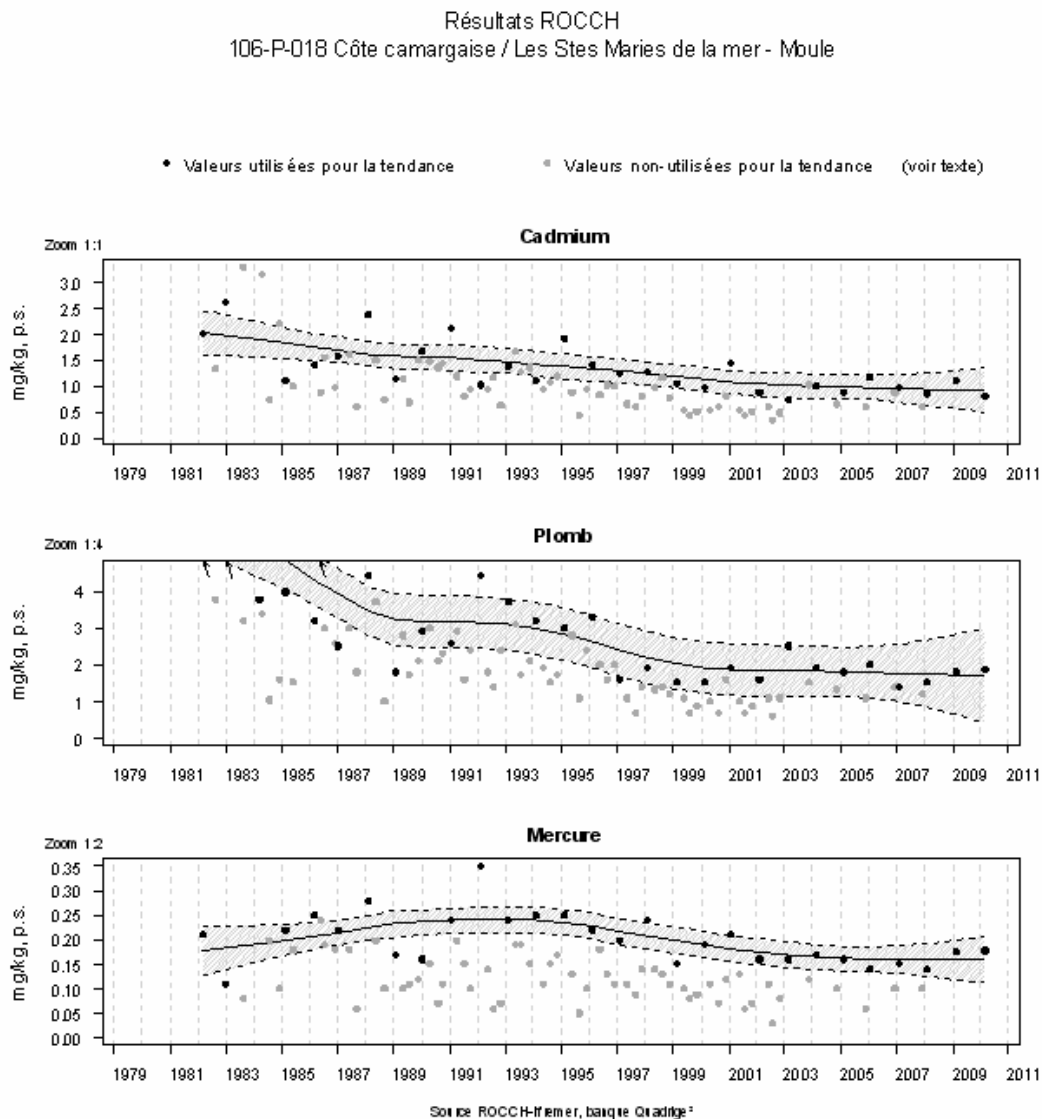 Résultats ROCCH
106-P-018 Côte camargaise / Les Stes Maries de la mer - Moule
Valeurs utilisées pour la tendance Valeurs non-utilisées pour la tendance (voir texte)
Zoom 1:1
Cadmium
mg/kg, p.s.
3.0
2.5
2.0
1.5
1.0
0.5
0.0
1979 1981 1983 1985 1987 1989 1991 1993 1995 1997 1999 2001 2003 2005 2007 2009 2011
Zoom 1:4
Plomb
mg/kg, p.s.
4
3
2
1
0
1979 1981 1983 1985 1987 1989 1991 1993 1995 1997 1999 2001 2003 2005 2007 2009 2011
Zoom 1:2
Mercure
mg/kg, p.s.
0.35
0.30
0.25
0.20
0.15
0.10
0.05
0.00
1979 1981 1983 1985 1987 1989 1991 1993 1995 1997 1999 2001 2003 2005 2007 2009 2011
Source ROCCH-Ifremer, banque Quadrige²